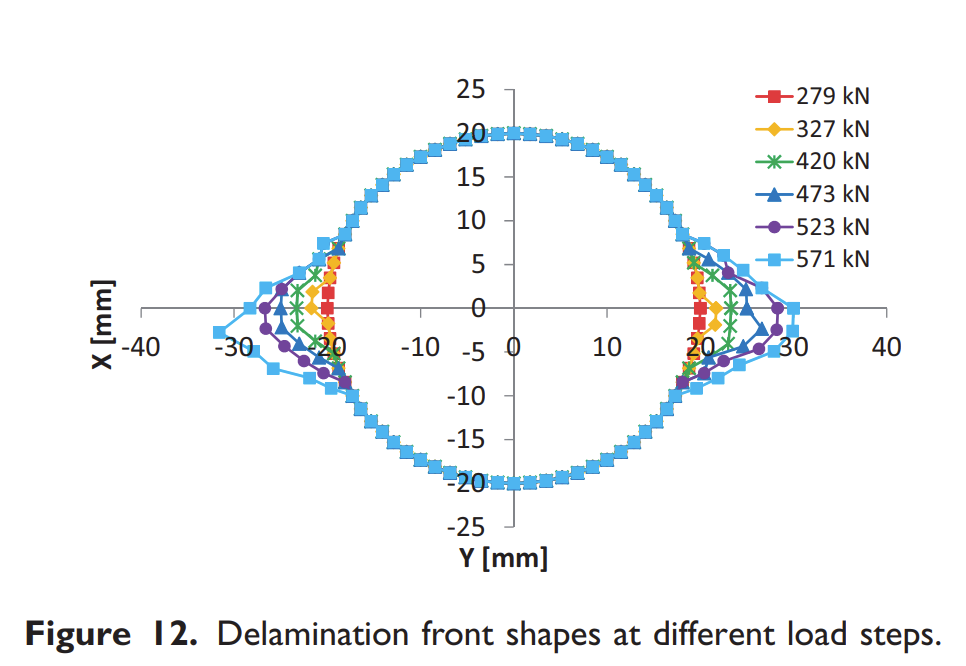 25
20
15
10
5
0
-5
-10
-15
-20
-25
-40 -30 -20 -10 0 10 20 30 40
X [mm]
Y [mm]
279 kN
327 kN
420 kN
473 kN
523 kN
571 kN
Figure 12. Delamination front shapes at different load steps.